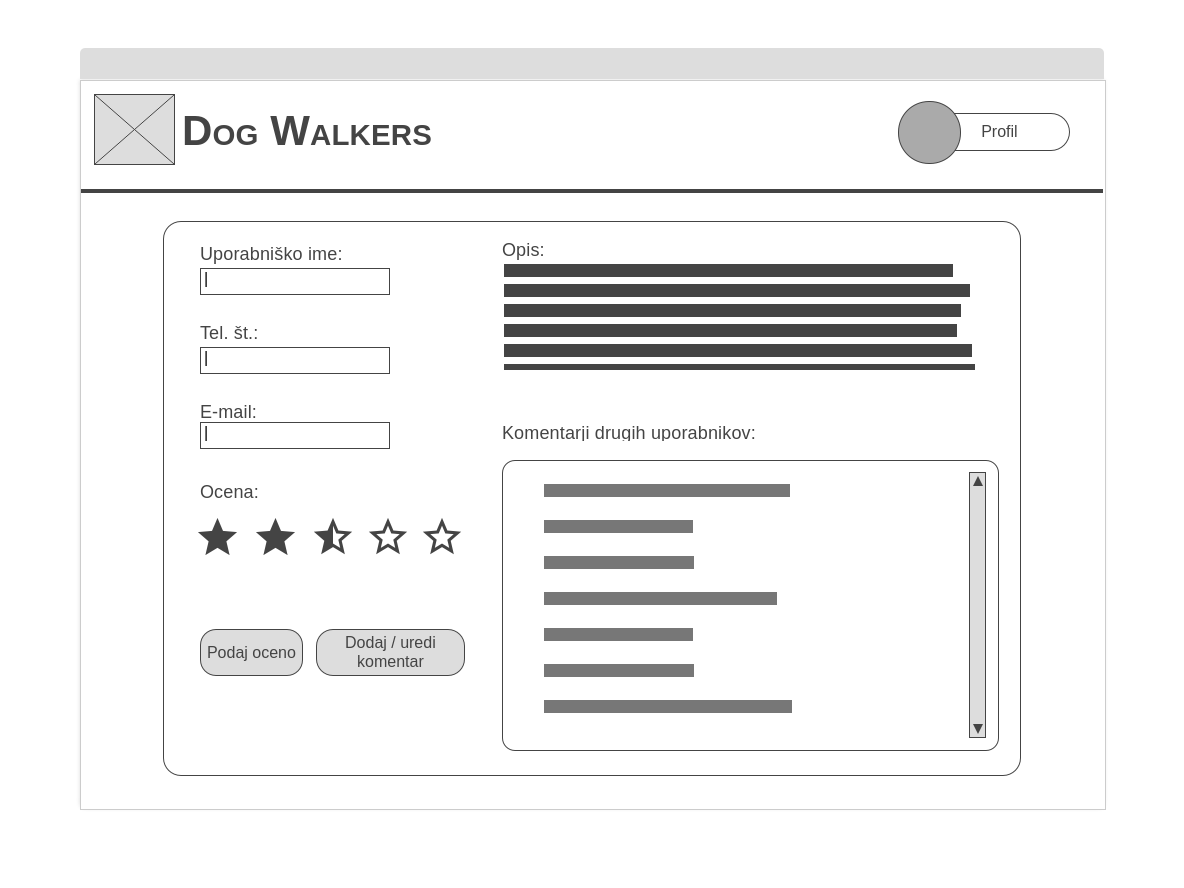 Dog Walkers
Profil
Uporabniško ime:
Tel. št.:
E-mail:
Ocena:
Podaj oceno
Dodaj / uredi
komentar
Opis:
Komentarji drugih uporabnikov: